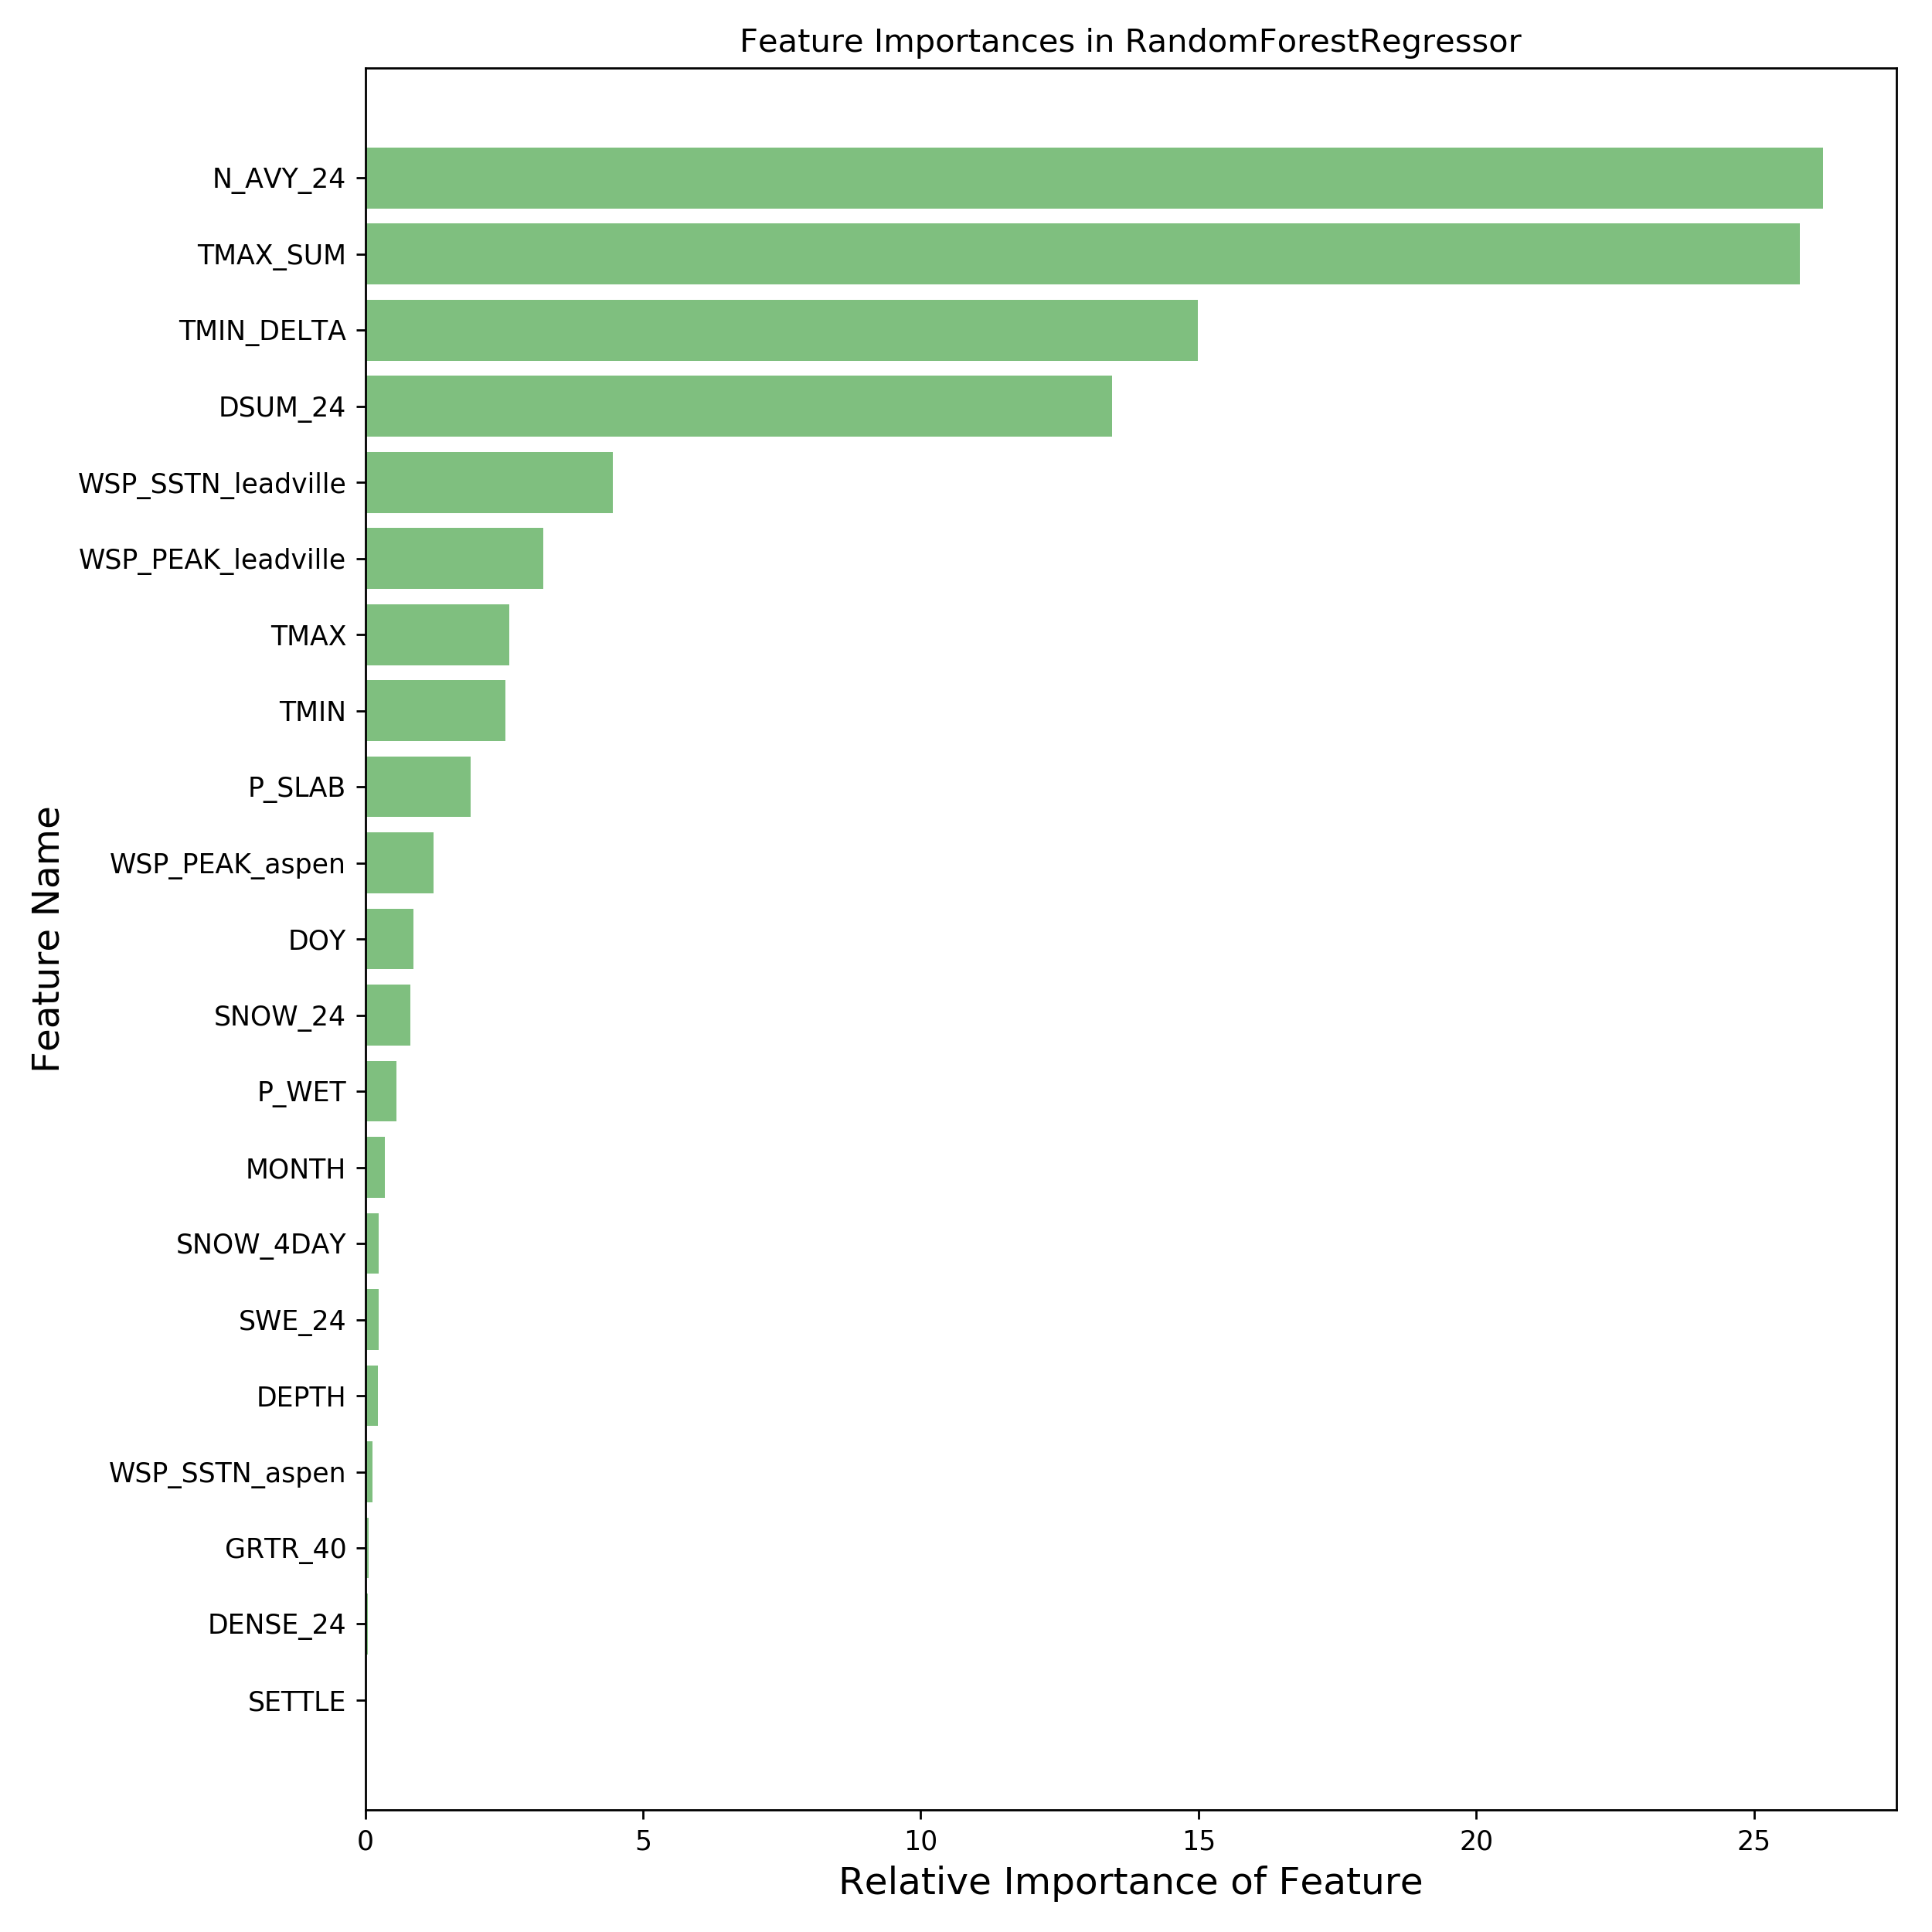 Feature Importances in RandomForestRegressor
N_AVY_24
TMAX_SUM
TMIN_DELTA
DSUM_24
WSP_SSTN_leadville
WSP_PEAK_leadville
TMAX
TMIN
P_SLAB
WSP_PEAK_aspen
DOY
SNOW_24
P_WET
MONTH
SNOW_4DAY
SWE_24
DEPTH
WSP_SSTN_aspen
GRTR_40
DENSE_24
SETTLE
Feature Name
0 5 10 15 20 25
Relative Importance of Feature